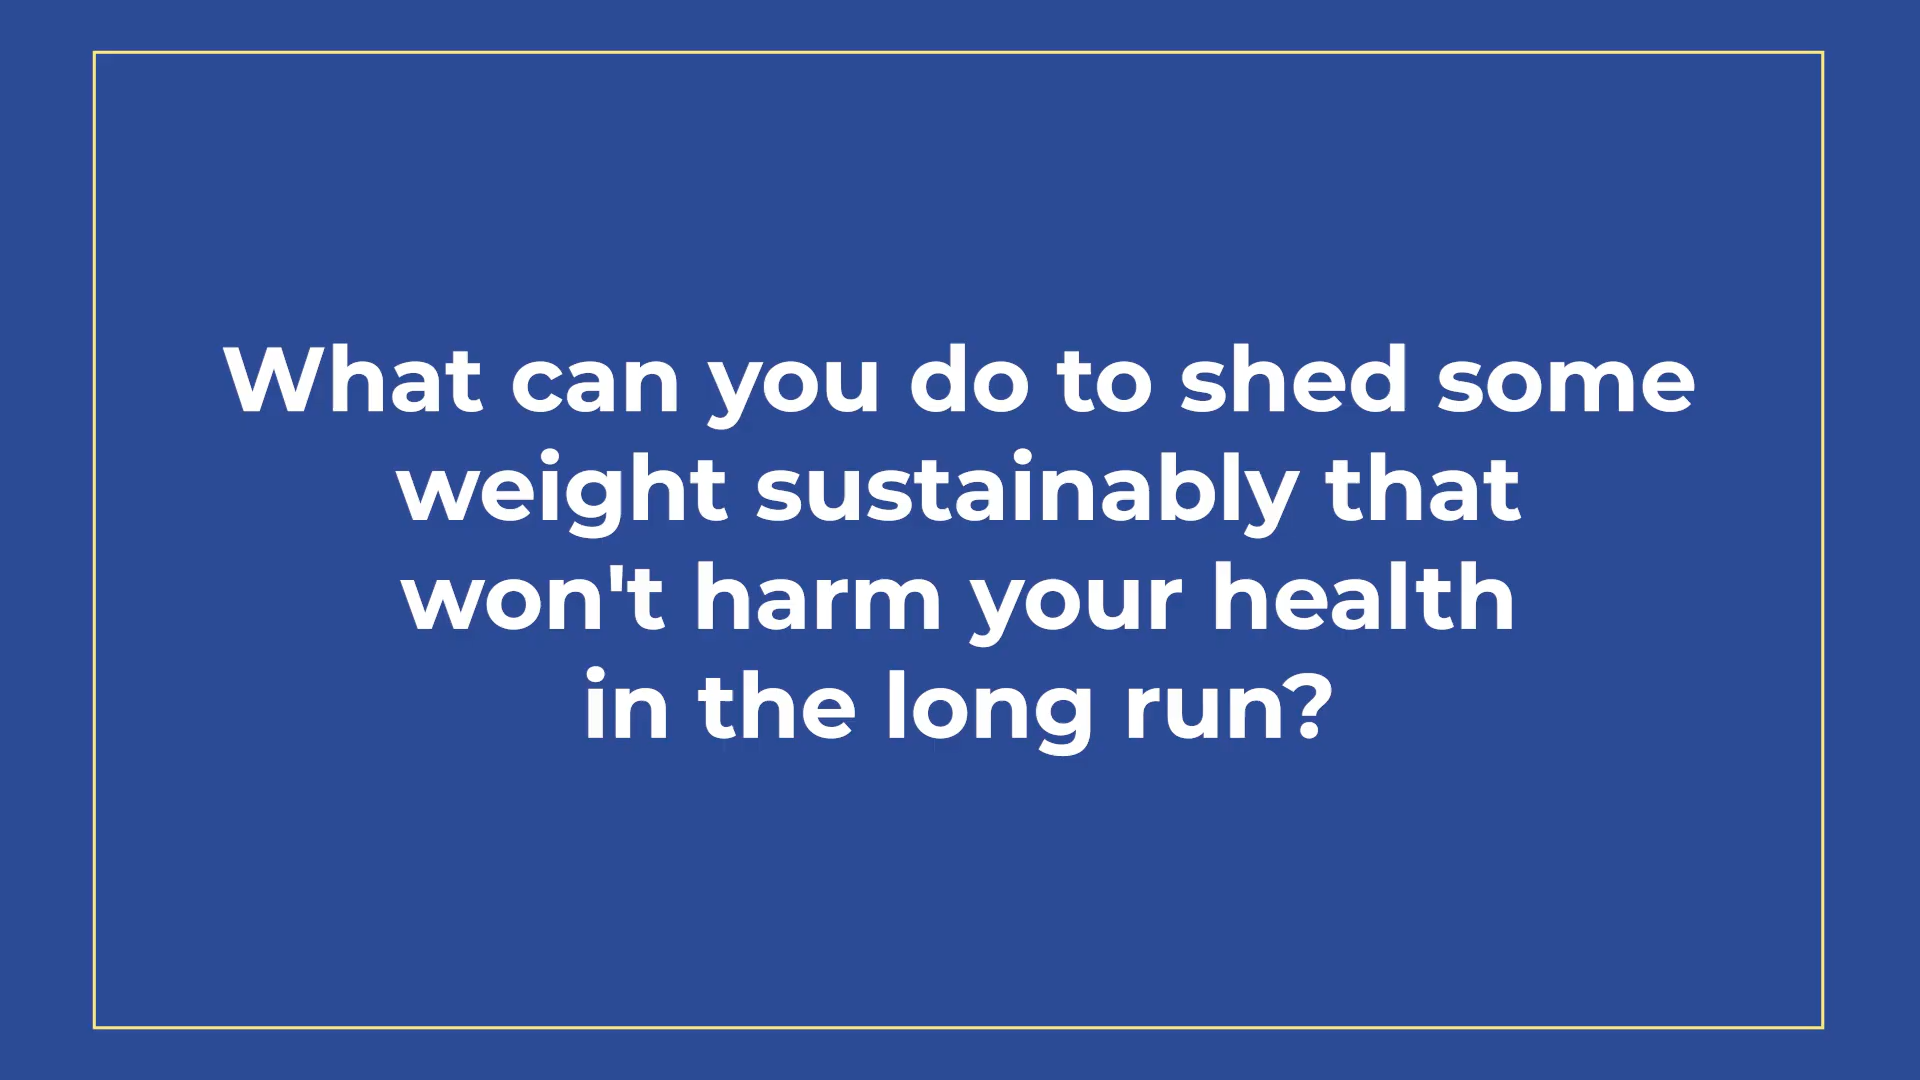 What can you do to shed some
weight sustainably that
won't harm your health
in the long run?